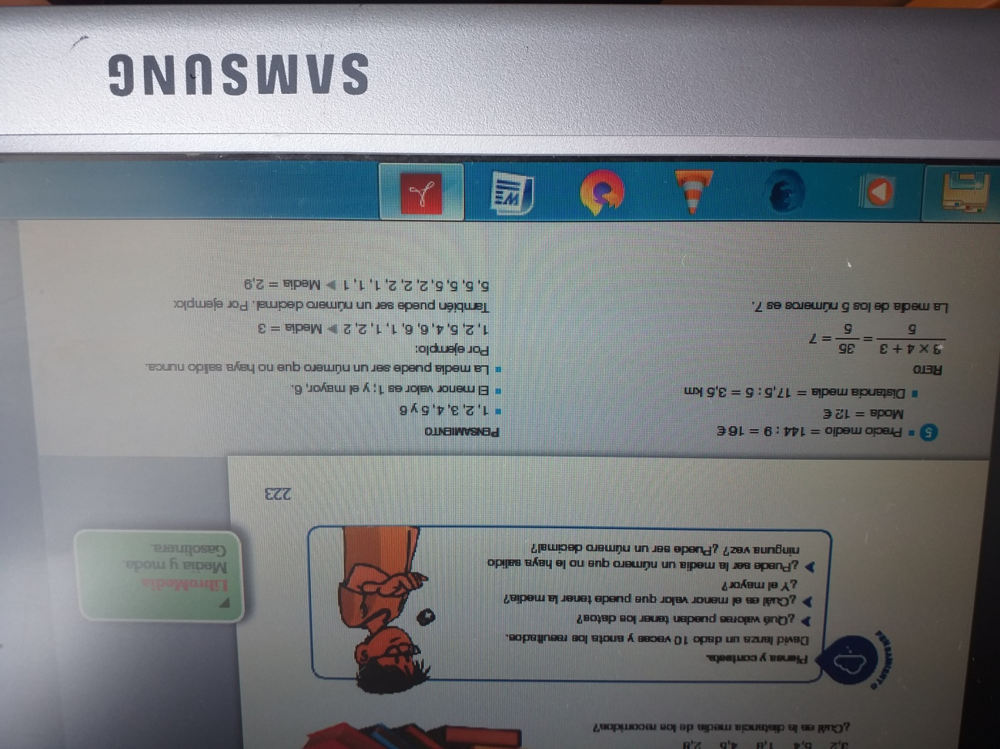 3,2 5,4 1,6 4,5 2,8
¿Cuál es la distancia media de los recorridos?
PENSAMIENTO
Piensa y contesta.
David lanza un dado 10 veces y anota los resultados.
¿Qué valores pueden tener los datos?
¿Cuál es el menor valor que puede tener la media?
¿Y el mayor?
¿Puede ser la media un número que no le haya salido
ninguna vez? ¿Puede ser un número decimal?
LibroMedia
Media y moda.
Gasolinera.
223
5 Precio medio = 144 : 9 = 16 €
Moda = 12 €
Distancia media = 17,5 : 5 = 3,5 km
RETO
× 4 + 3 / 5 = 35 / 5 = 7
La media de los 5 números es 7.
PENSAMIENTO
1, 2, 3, 4, 5 y 6
El menor valor es 1; y el mayor, 6.
La media puede ser un número que no haya salido nunca.
Por ejemplo:
1, 2, 5, 4, 6, 6, 1, 1, 2, 2 Media = 3
También puede ser un número decimal. Por ejemplo:
5, 5, 5, 5, 2, 2, 2, 1, 1, 1 Media = 2,9
W
SAMSUNG